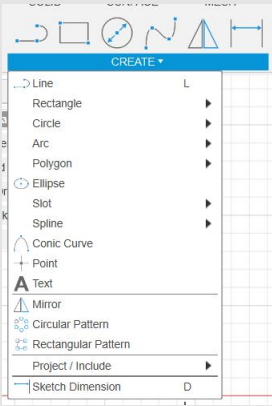 CREATE
Line L
Rectangle
Circle
Arc
Polygon
Ellipse
Slot
Spline
Conic Curve
Point
A Text
Mirror
Circular Pattern
Rectangular Pattern
Project / Include
Sketch Dimension D